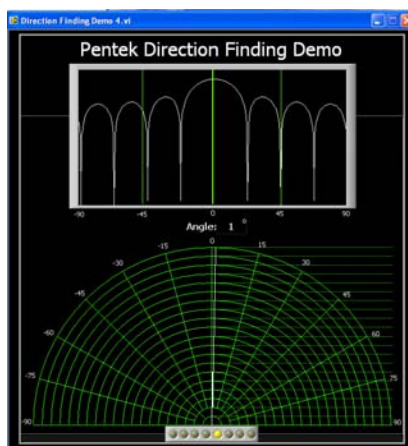 Direction Finding Demo 4.vi
Pentek Direction Finding Demo
-90 -45 0 45 90
Angle: 1 °
0
-15 15
-30 30
-45 45
-60 60
-75 75
-90 90